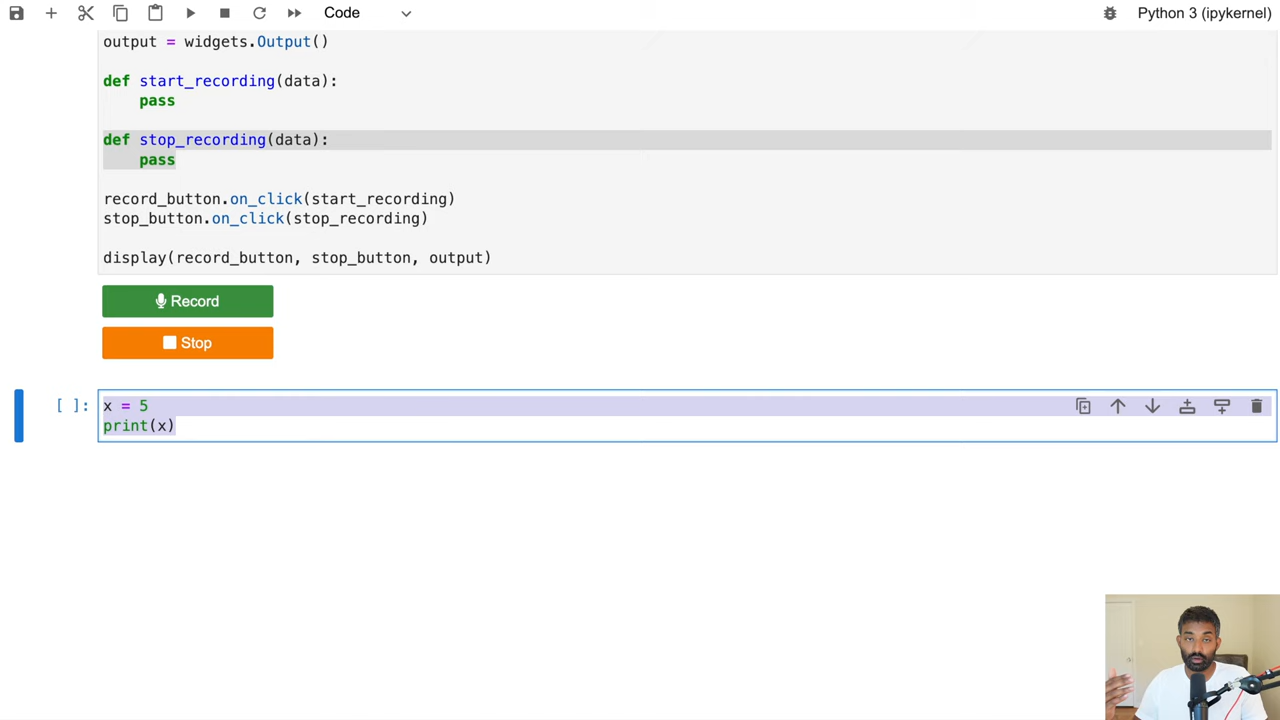 Code
Python 3 (ipykernel)
output = widgets.Output()
def start_recording(data):
    pass
def stop_recording(data):
    pass
record_button.on_click(start_recording)
stop_button.on_click(stop_recording)
display(record_button, stop_button, output)
Record
Stop
[ ]:
x = 5
print(x)